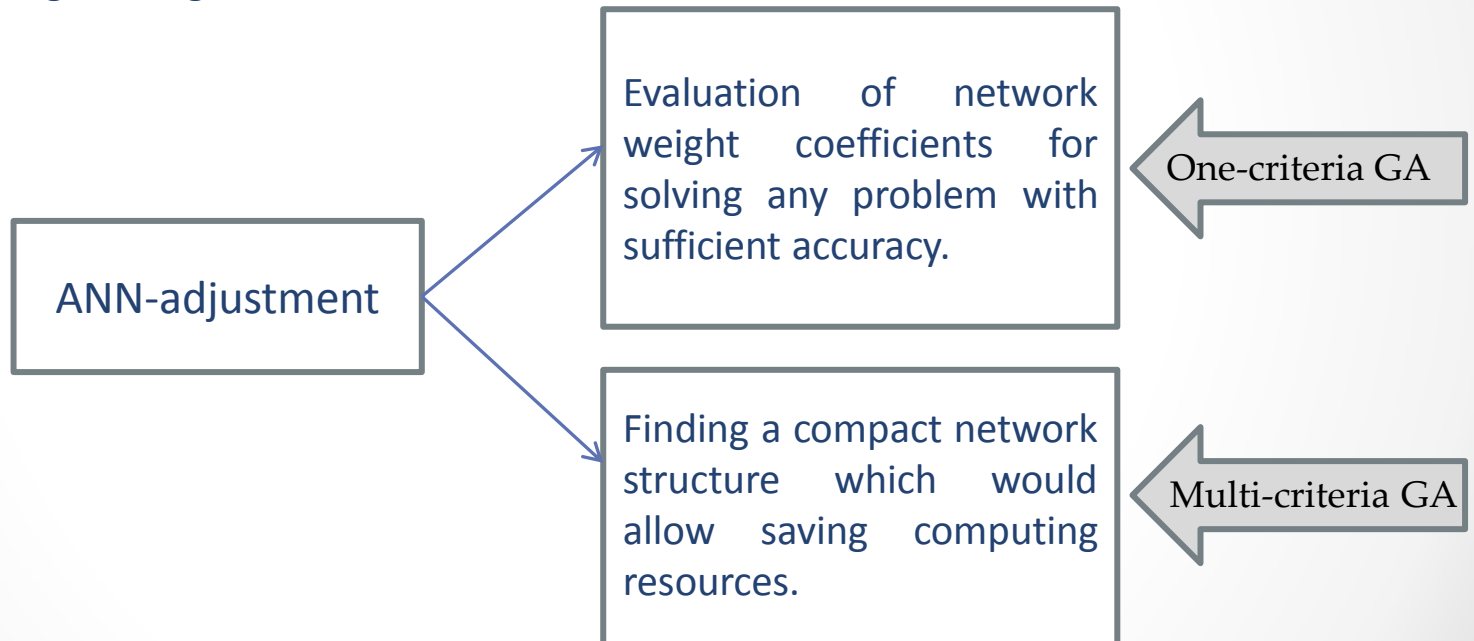 ANN-adjustment
Evaluation of network
weight coefficients for
solving any problem with
sufficient accuracy.
One-criteria GA
Finding a compact network
structure which would
allow saving computing
resources.
Multi-criteria GA